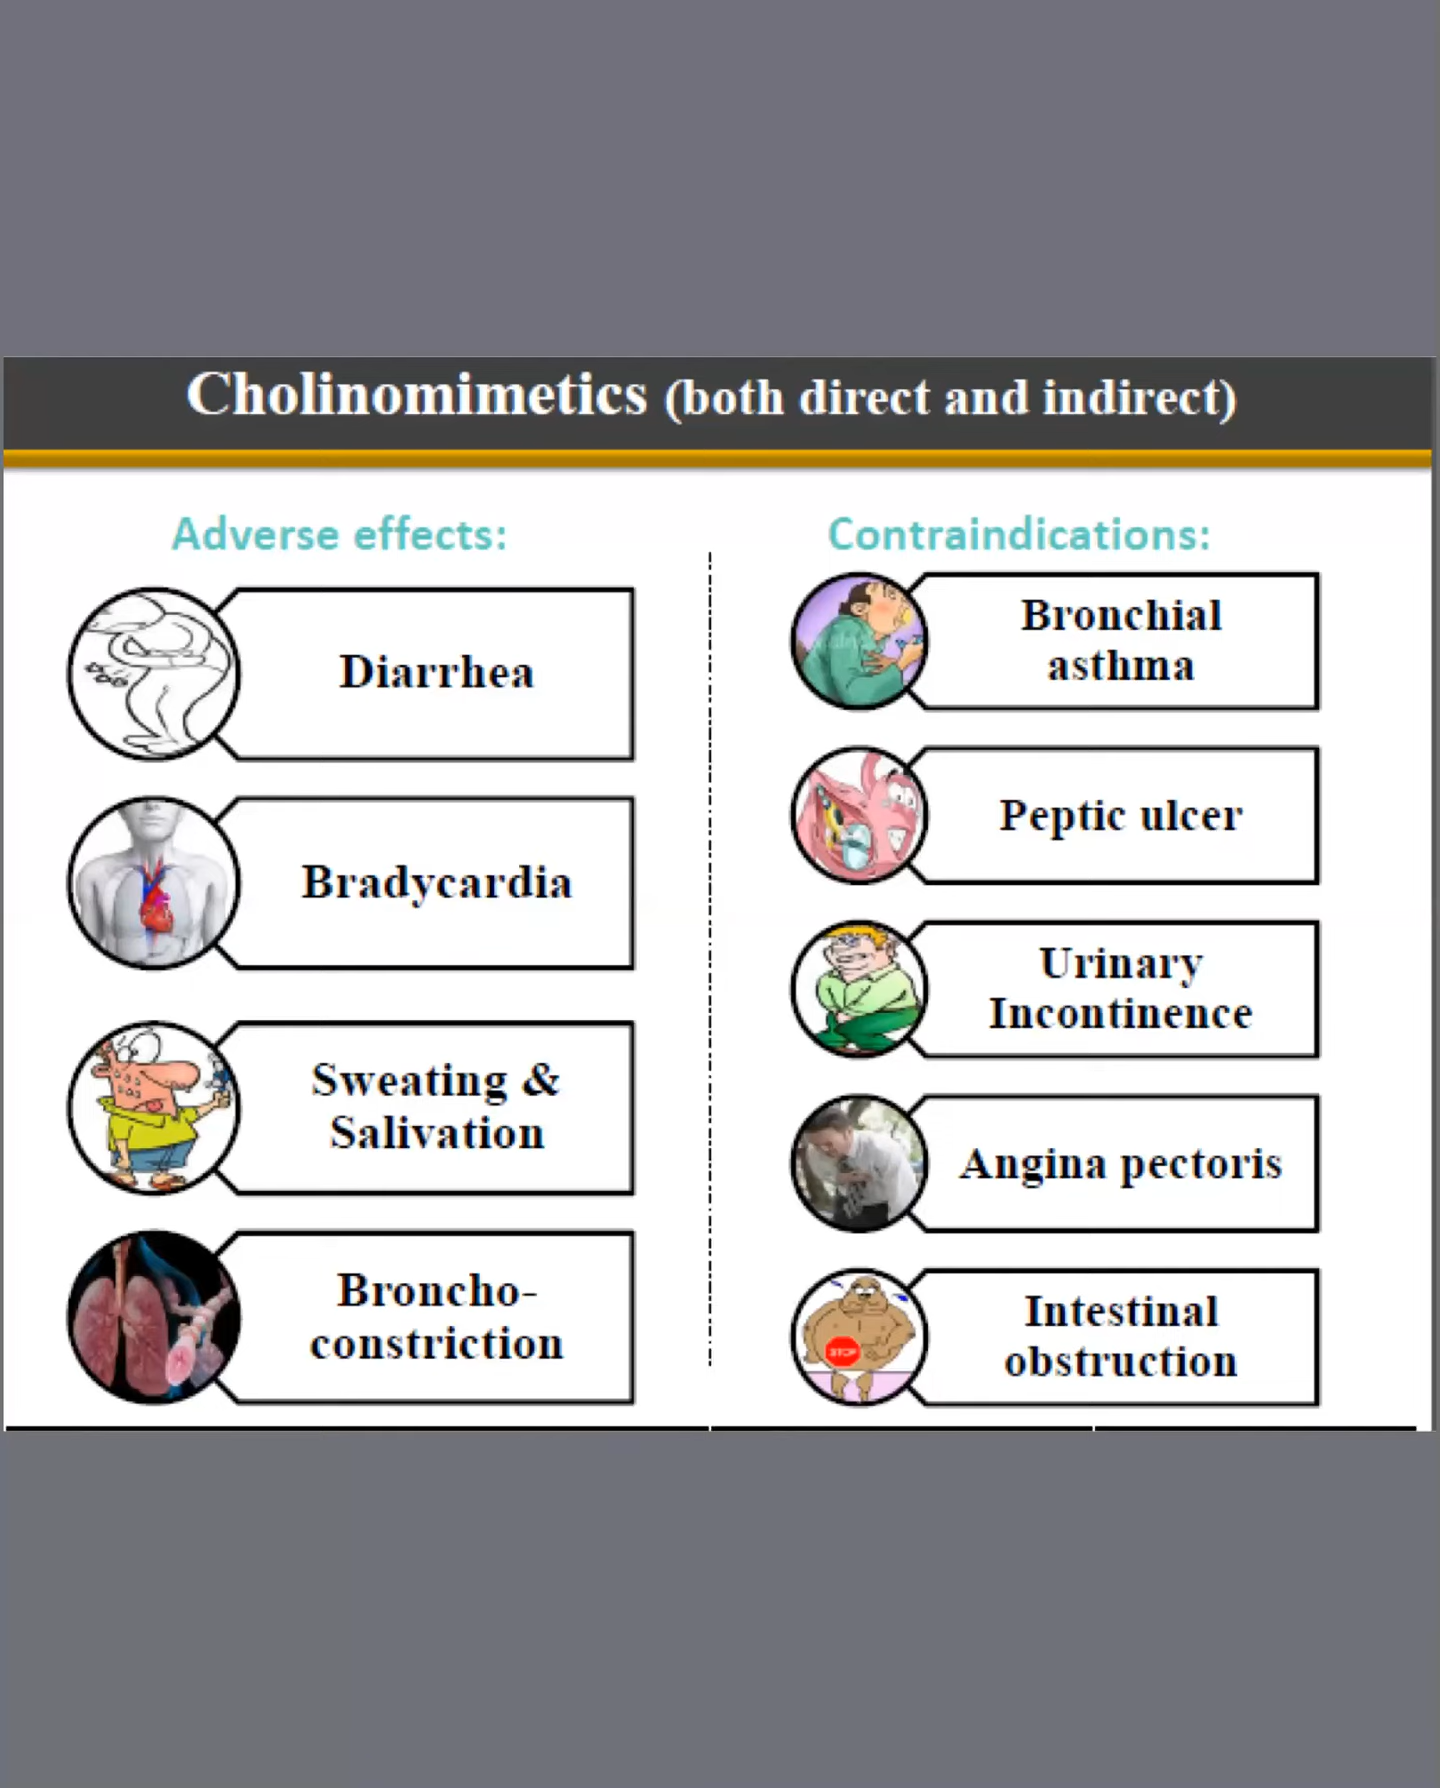 Cholinomimetics (both direct and indirect)
Adverse effects:
Diarrhea
Bradycardia
Sweating &
Salivation
Broncho-
constriction
Contraindications:
Bronchial
asthma
Peptic ulcer
Urinary
Incontinence
Angina pectoris
STOP
Intestinal
obstruction